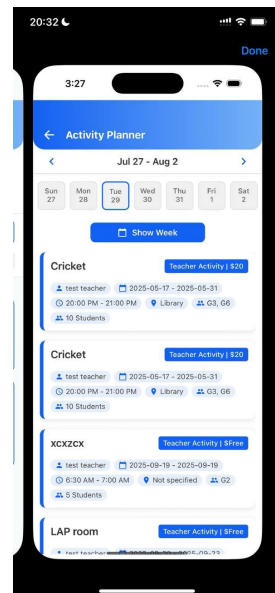 20:32
Done
3:27
Activity Planner
Jul 27 - Aug 2
Sun Mon Tue Wed Thu Fri Sat
27 28 29 30 31 1 2
Show Week
Cricket Teacher Activity | $20
test teacher 2025-05-17 - 2025-05-31
20:00 PM - 21:00 PM Library G3, G6
10 Students
Cricket Teacher Activity | $20
test teacher 2025-05-17 - 2025-05-31
20:00 PM - 21:00 PM Library G3, G6
10 Students
xcxzcx Teacher Activity | $Free
test teacher 2025-09-19 - 2025-09-19
6:30 AM - 7:00 AM Not specified G2
5 Students
LAP room Teacher Activity | $Free
test teacher